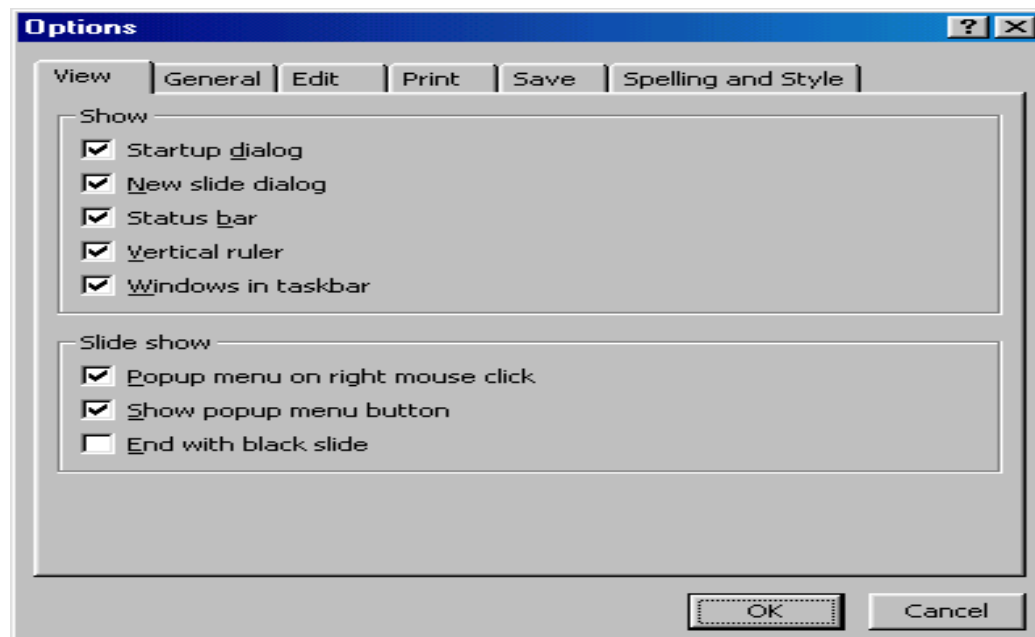 Options
View General Edit Print Save Spelling and Style
Show
Startup dialog
New slide dialog
Status bar
Vertical ruler
Windows in taskbar
Slide show
Popup menu on right mouse click
Show popup menu button
End with black slide
OK Cancel